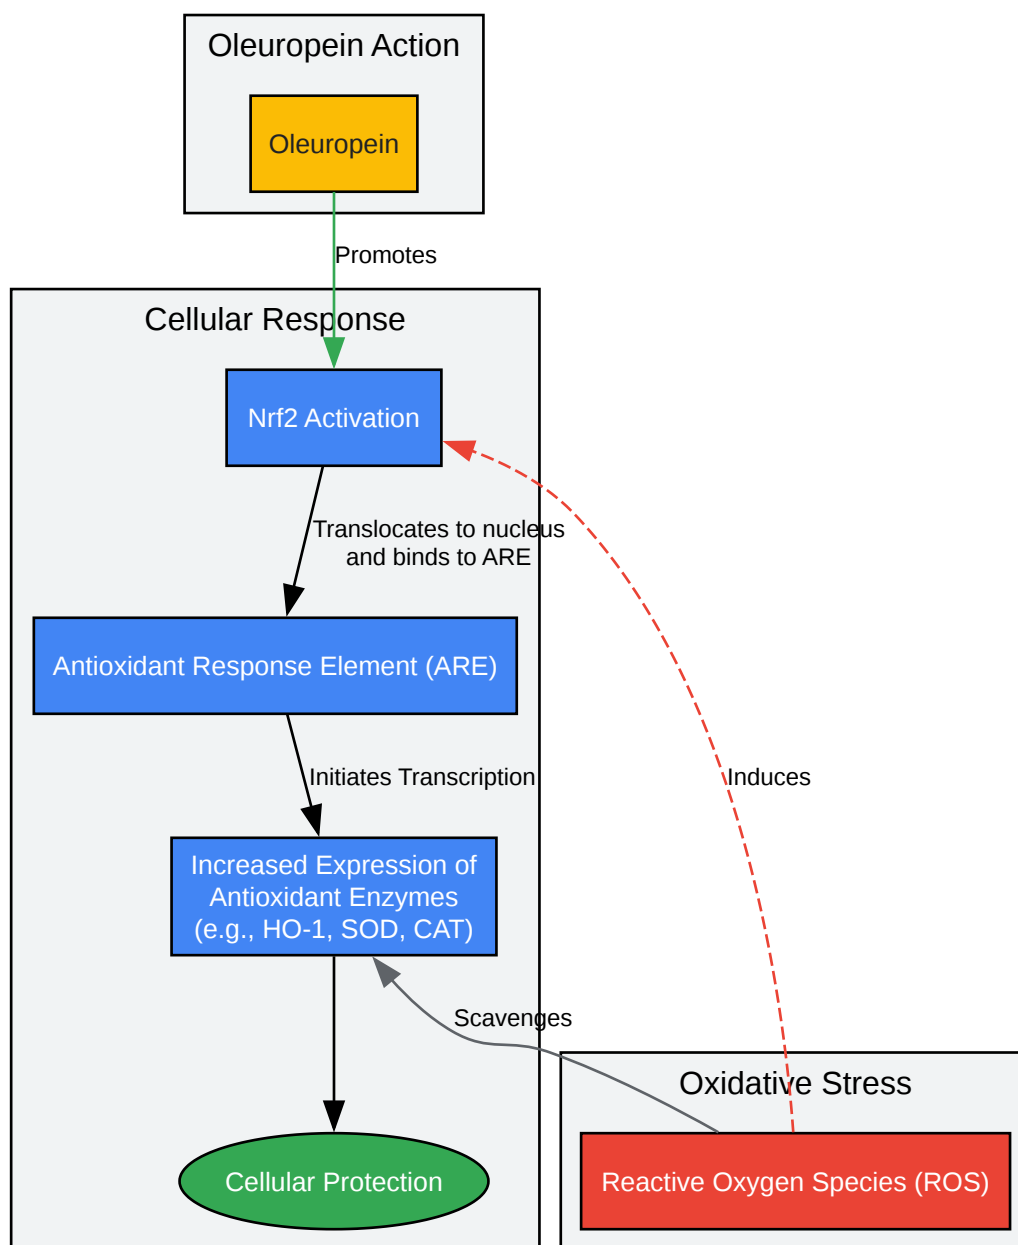 Oleuropein Action
Oleuropein
Promotes
Cellular Response
Nrf2 Activation
Translocates to nucleus
and binds to ARE
Antioxidant Response Element (ARE)
Initiates Transcription
Induces
Increased Expression of
Antioxidant Enzymes
(e.g., HO-1, SOD, CAT)
Scavenges
Oxidative Stress
Cellular Protection
Reactive Oxygen Species (ROS)